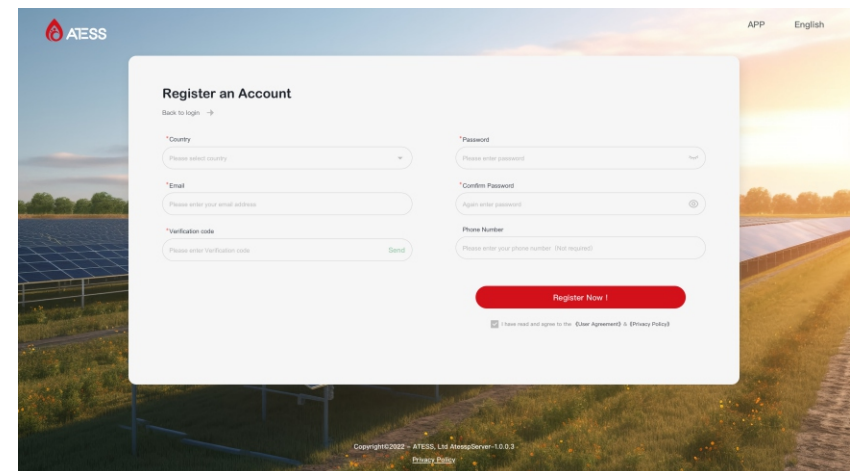 ATESS
APP English
Register an Account
Back to login →
*Country
Please select country
*Email
Please enter your email address
*Verification code
Please enter Verification code Send
*Password
Please enter password
*Comfirm Password
Again enter password
Phone Number
Please enter your phone number (Not required)
Register Now !
I have read and agree to the 《User Agreement》 & 《Privacy Policy》
Copyright©2022 – ATESS, Ltd AtesspServer-1.0.0.3
Privacy Policy